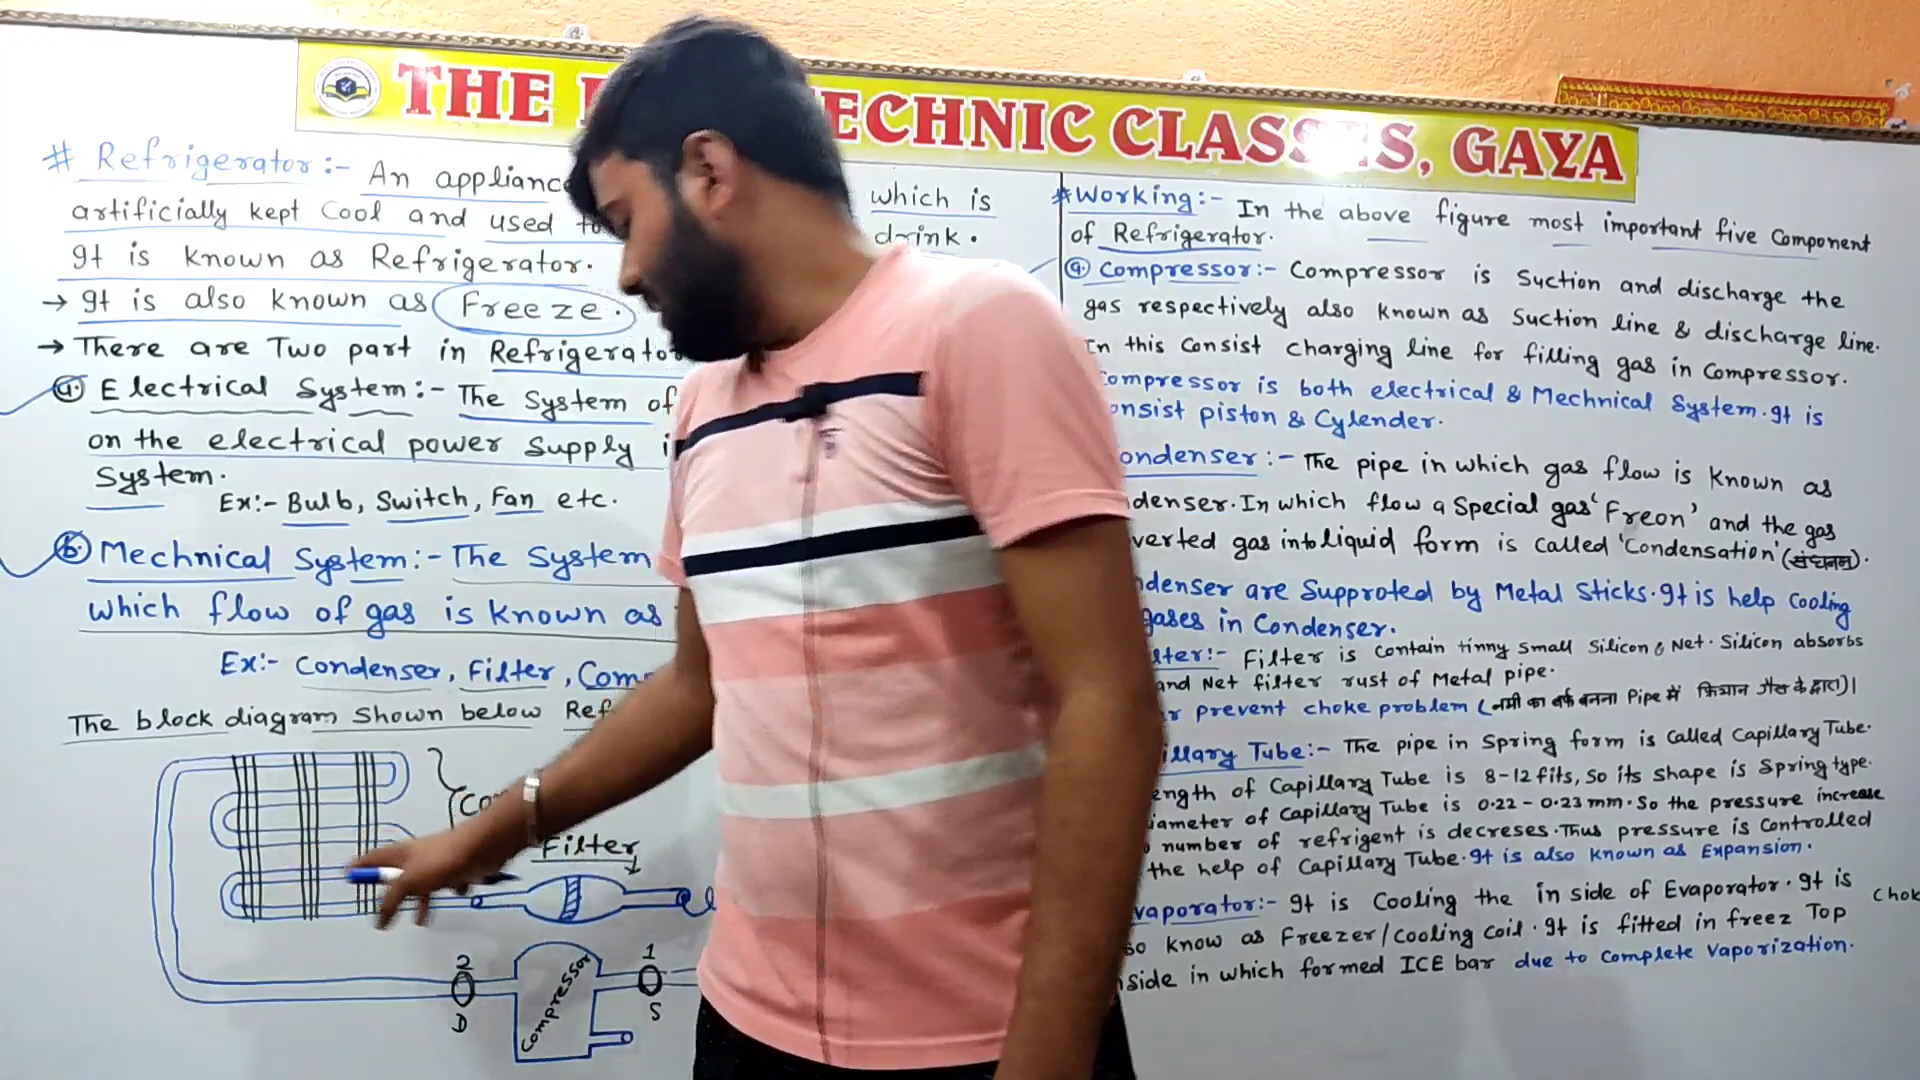 THE ECHNIC CLASSES, GAYA
# Refrigerator:- An appliance which is
artificially kept Cool and used to drink.
It is known as Refrigerator.
→ It is also known as Freeze.
→ There are Two part in Refrigerator
a. Electrical System:- The System of
on the electrical power Supply
System.
Ex:- Bulb, Switch, Fan etc.
b. Mechnical System:- The System
which flow of gas is known as
Ex:- Condenser, Filter, Com
The block diagram Shown below Ref
Filter
2
D
Compressor
1
S
* Working:- In the above figure most important five Component
of Refrigerator.
a. Compressor:- Compressor is Suction and discharge the
gas respectively also known as Suction line & discharge line.
In this Consist charging line for filling gas in Compressor.
ompressor is both electrical & Mechnical System. It is
onsist piston & Cylender.
ondenser:- The pipe in which gas flow is Known as
denser. In which flow a Special gas 'Freon' and the gas
verted gas into liquid form is called 'Condensation' (संघनन).
ndenser are Supproted by Metal Sticks. It is help Cooling
gases in Condenser.
lter:- Filter is Contain tinny Small Silicon & Net. Silicon absorbs
and Net filter rust of Metal pipe.
r prevent choke problem (नमी का बर्फ बनना Pipe में फ्रियान गैस के द्वारा)।
illary Tube:- The pipe in Spring form is called Capillary Tube.
ength of Capillary Tube is 8-12 fits, So its shape is Spring type.
iameter of Capillary Tube is 0.22 - 0.23 mm. So the pressure increase
number of refrigent is decreses. Thus pressure is Controlled
the help of Capillary Tube. It is also known as Expansion.
vaporator:- It is Cooling the in side of Evaporator. It is
so know as Freezer/Cooling Coil. It is fitted in freez Top
side in which formed ICE bar due to Complete Vaporization.
Chok